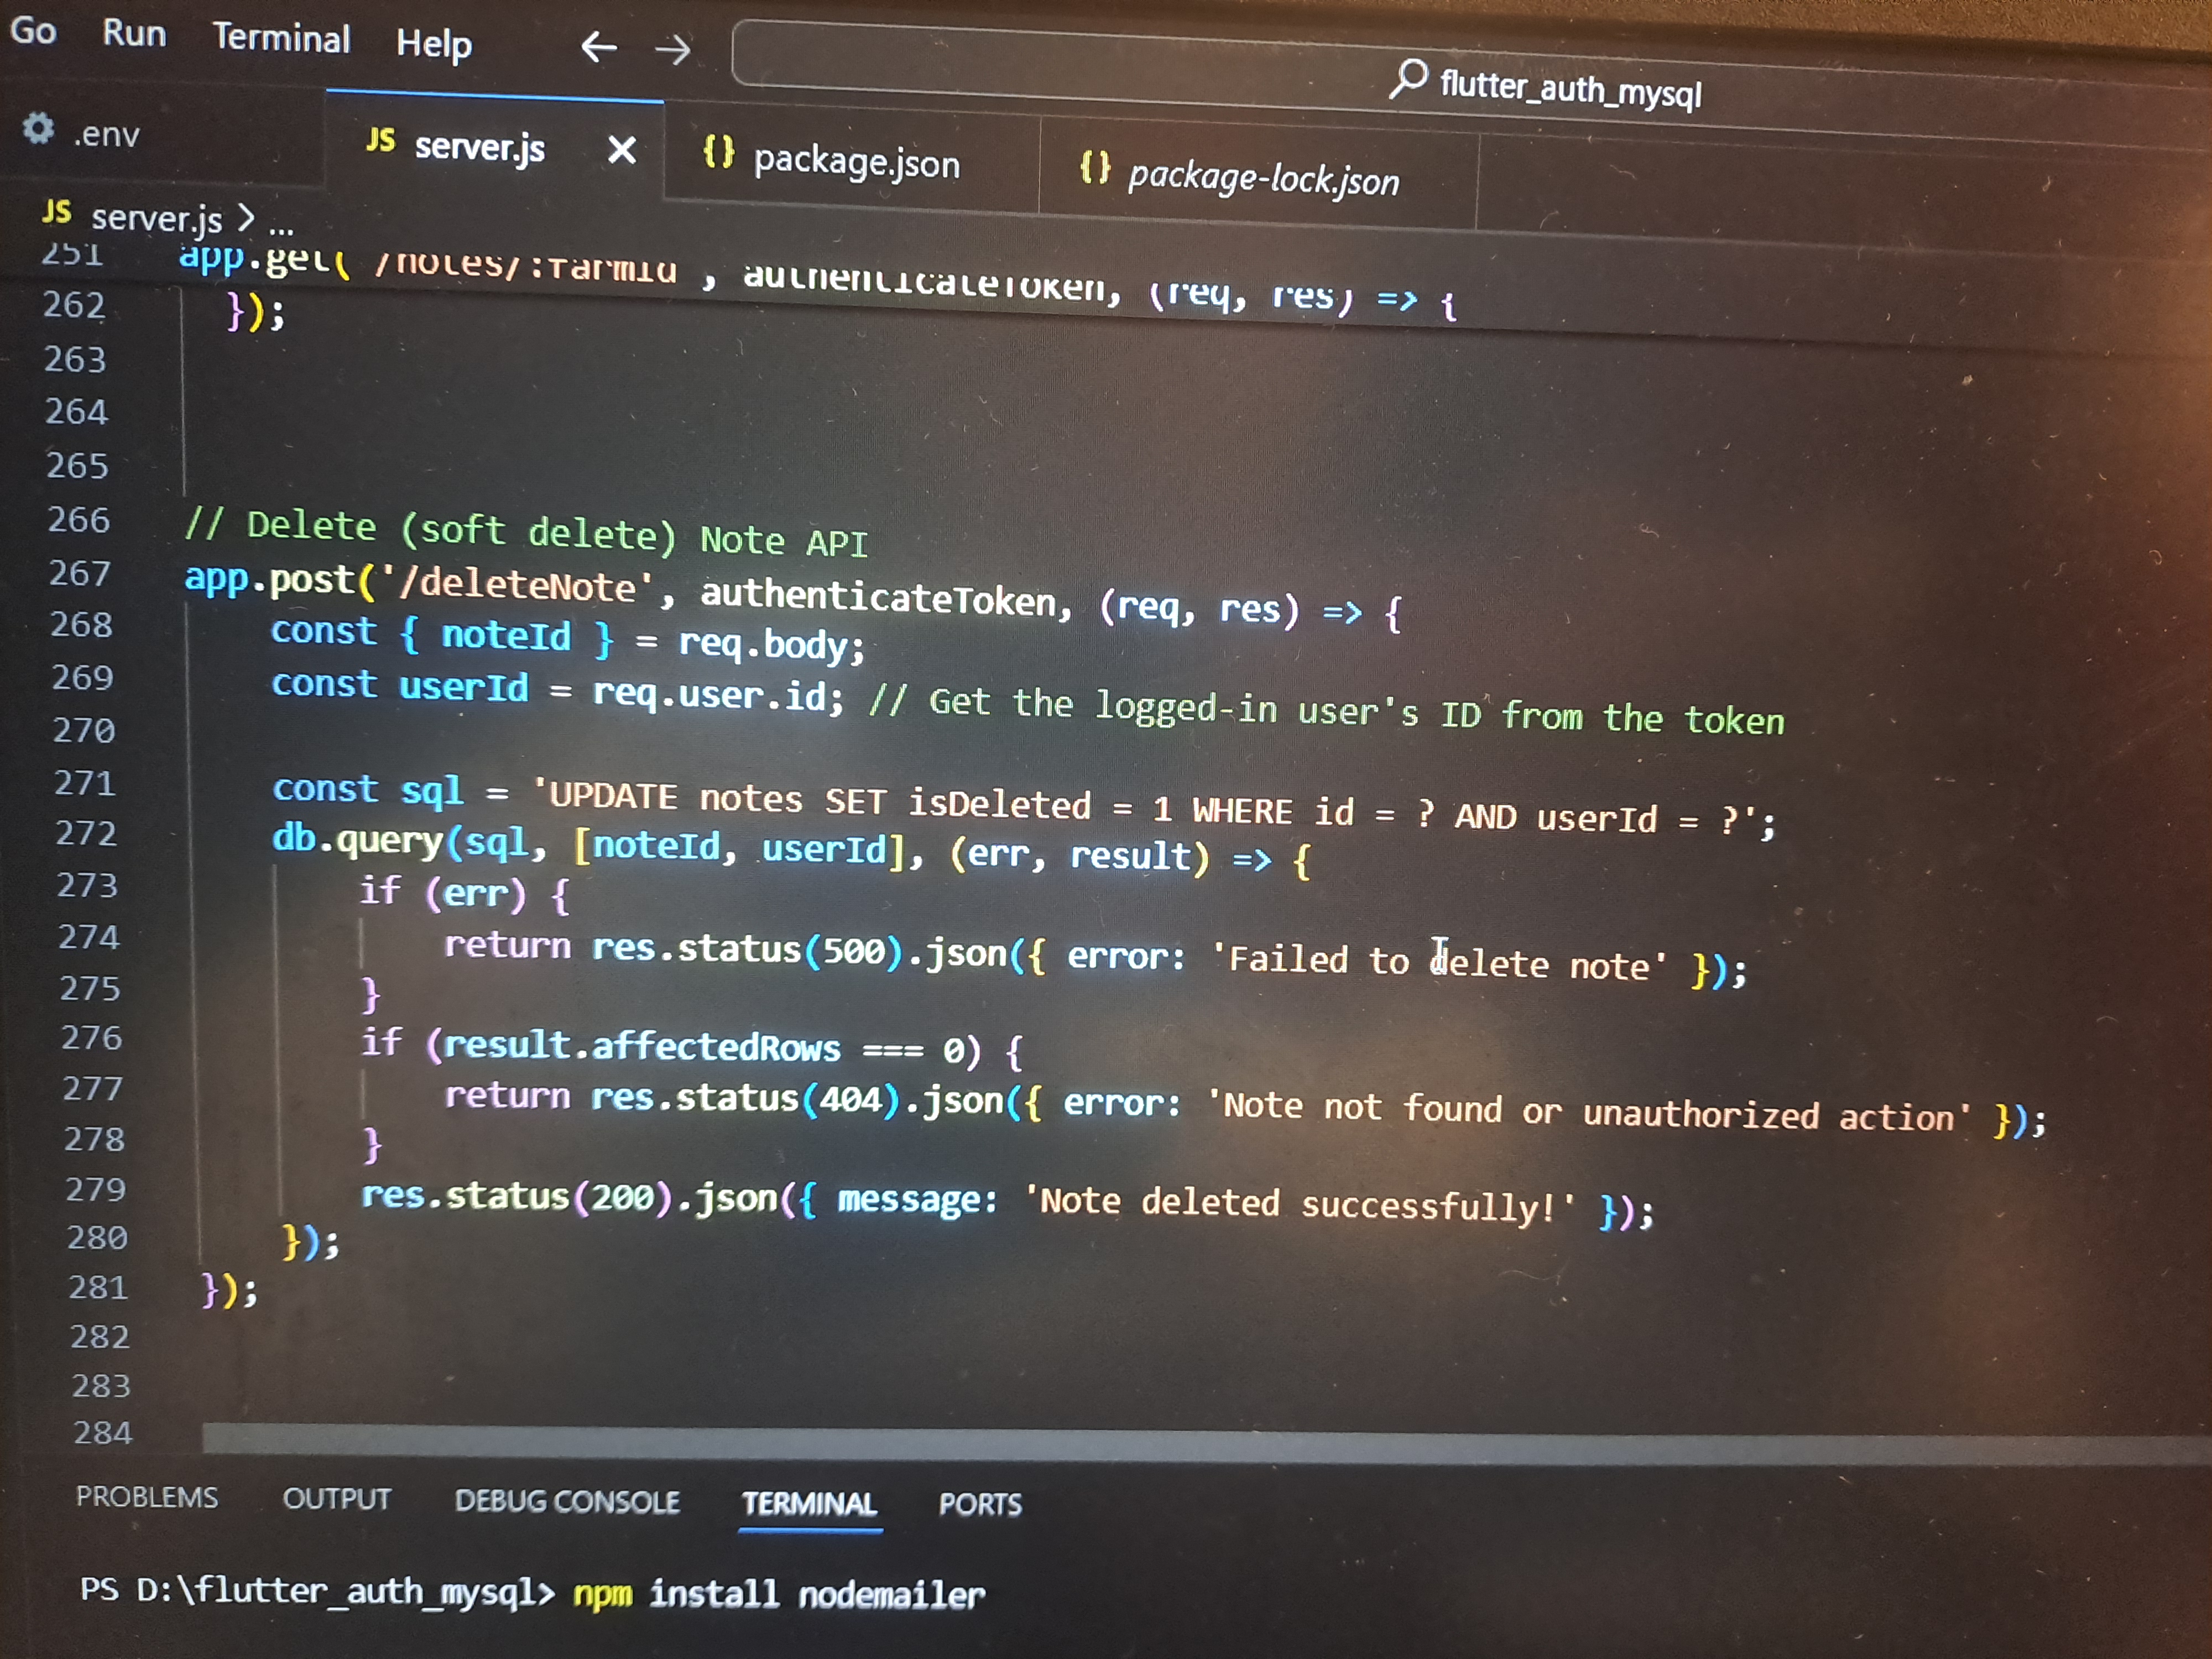 Go Run Terminal Help ← → flutter_auth_mysql
.env JS server.js × {} package.json {} package-lock.json
JS server.js > ...
251 app.get('/notes/:farmId', authenticateToken, (req, res) => {
262 });
263
264
265
266 // Delete (soft delete) Note API
267 app.post('/deleteNote', authenticateToken, (req, res) => {
268 const { noteId } = req.body;
269 const userId = req.user.id; // Get the logged-in user's ID from the token
270
271 const sql = 'UPDATE notes SET isDeleted = 1 WHERE id = ? AND userId = ?';
272 db.query(sql, [noteId, userId], (err, result) => {
273 if (err) {
274 return res.status(500).json({ error: 'Failed to delete note' });
275 }
276 if (result.affectedRows === 0) {
277 return res.status(404).json({ error: 'Note not found or unauthorized action' });
278 }
279 res.status(200).json({ message: 'Note deleted successfully!' });
280 });
281 });
282
283
284
PROBLEMS OUTPUT DEBUG CONSOLE TERMINAL PORTS
PS D:\flutter_auth_mysql> npm install nodemailer